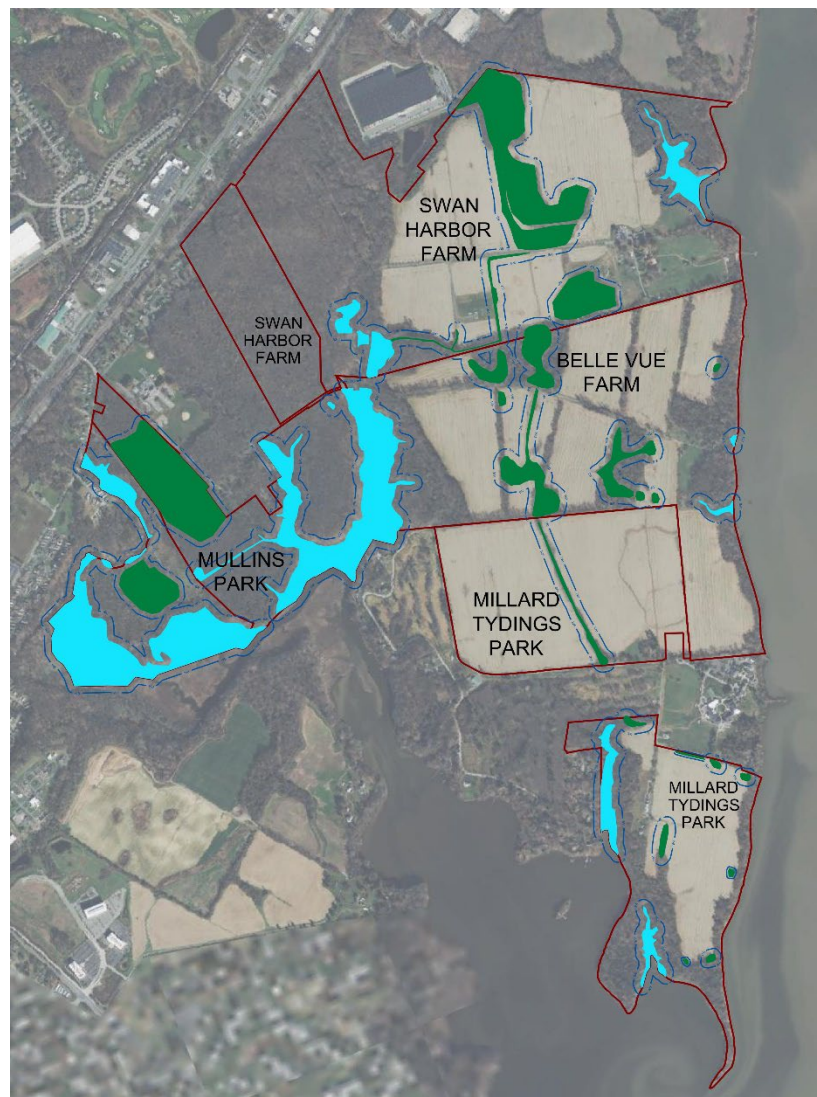 SWAN
HARBOR
FARM
SWAN
HARBOR
FARM
BELLE VUE
FARM
MULLINS
PARK
MILLARD
TYDINGS
PARK
MILLARD
TYDINGS
PARK